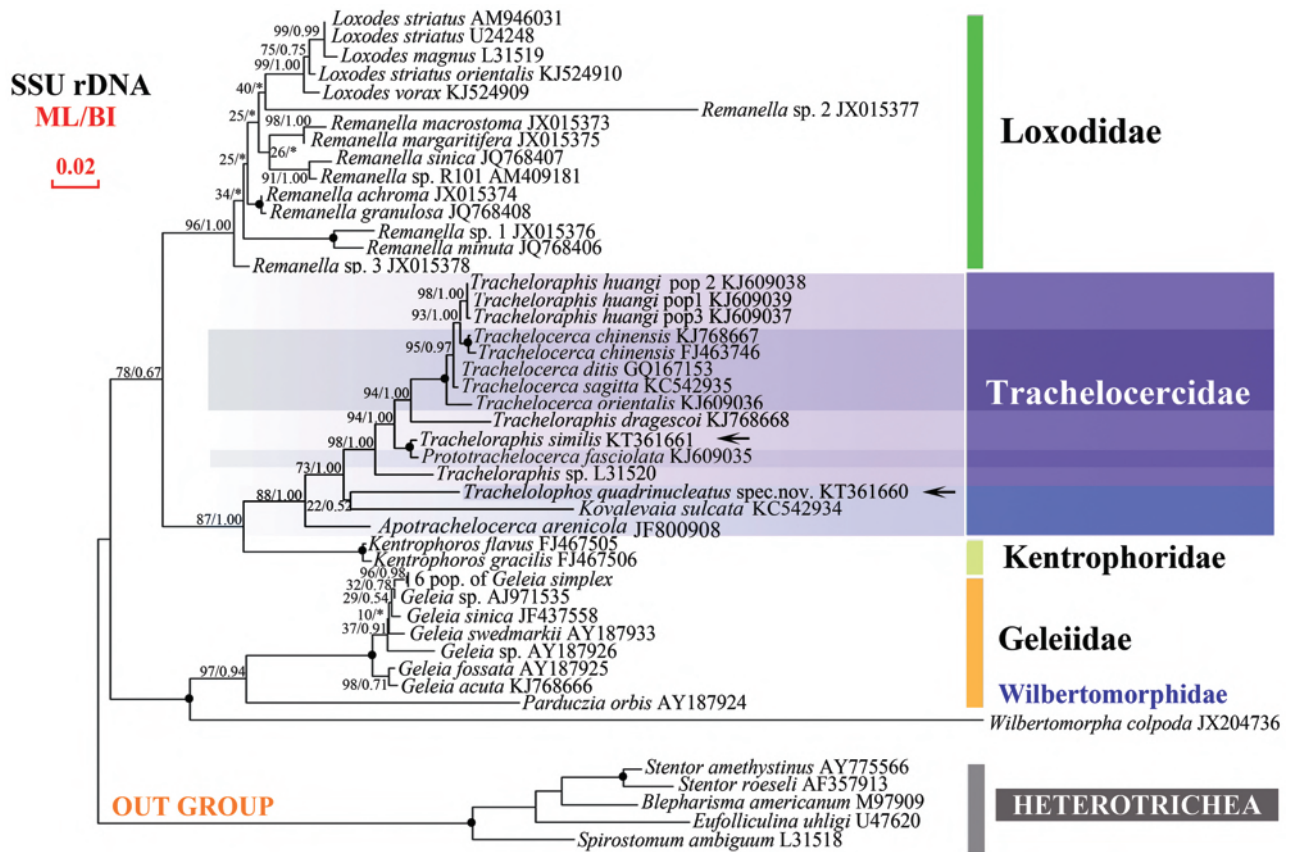 SSU rDNA
ML/BI
0.02
Loxodes striatus AM946031
99/0.99
Loxodes striatus U24248
75/0.75
Loxodes magnus L31519
99/1.00
Loxodes striatus orientalis KJ524910
40/*
Loxodes vorax KJ524909
Remanella sp. 2 JX015377
25/*
98/1.00
Remanella macrostoma JX015373
Remanella margaritifera JX015375
25/*
26/*
Remanella sinica JQ768407
91/1.00
Remanella sp. R101 AM409181
34/*
Remanella achroma JX015374
Remanella granulosa JQ768408
96/1.00
Remanella sp. 1 JX015376
Remanella minuta JQ768406
Remanella sp. 3 JX015378
Loxodidae
Tracheloraphis huangi pop 2 KJ609038
98/1.00
Tracheloraphis huangi pop1 KJ609039
93/1.00
Tracheloraphis huangi pop3 KJ609037
Trachelocerca chinensis KJ768667
95/0.97
Trachelocerca chinensis FJ463746
Trachelocerca ditis GQ167153
78/0.67
Trachelocerca sagitta KC542935
94/1.00
Trachelocerca orientalis KJ609036
94/1.00
Tracheloraphis dragescoi KJ768668
98/1.00
Tracheloraphis similis KT361661
Prototrachelocerca fasciolata KJ609035
73/1.00
Tracheloraphis sp. L31520
88/1.00
Trachelolophos quadrinucleatus spec.nov. KT361660
22/0.52
Kovalevaia sulcata KC542934
87/1.00
Apotrachelocerca arenicola JF800908
Trachelocercidae
Kentrophoros flavus FJ467505
Kentrophoros gracilis FJ467506
Kentrophoridae
96/0.98
6 pop. of Geleia simplex
32/0.78
29/0.54
Geleia sp. AJ971535
10/*
Geleia sinica JF437558
37/0.91
Geleia swedmarkii AY187933
Geleia sp. AY187926
97/0.94
Geleia fossata AY187925
98/0.71
Geleia acuta KJ768666
Parduczia orbis AY187924
Geleiidae
Wilbertomorphidae
Wilbertomorpha colpoda JX204736
Stentor amethystinus AY775566
Stentor roeseli AF357913
OUT GROUP
Blepharisma americanum M97909
Eufolliculina uhligi U47620
Spirostomum ambiguum L31518
HETEROTRICHEA